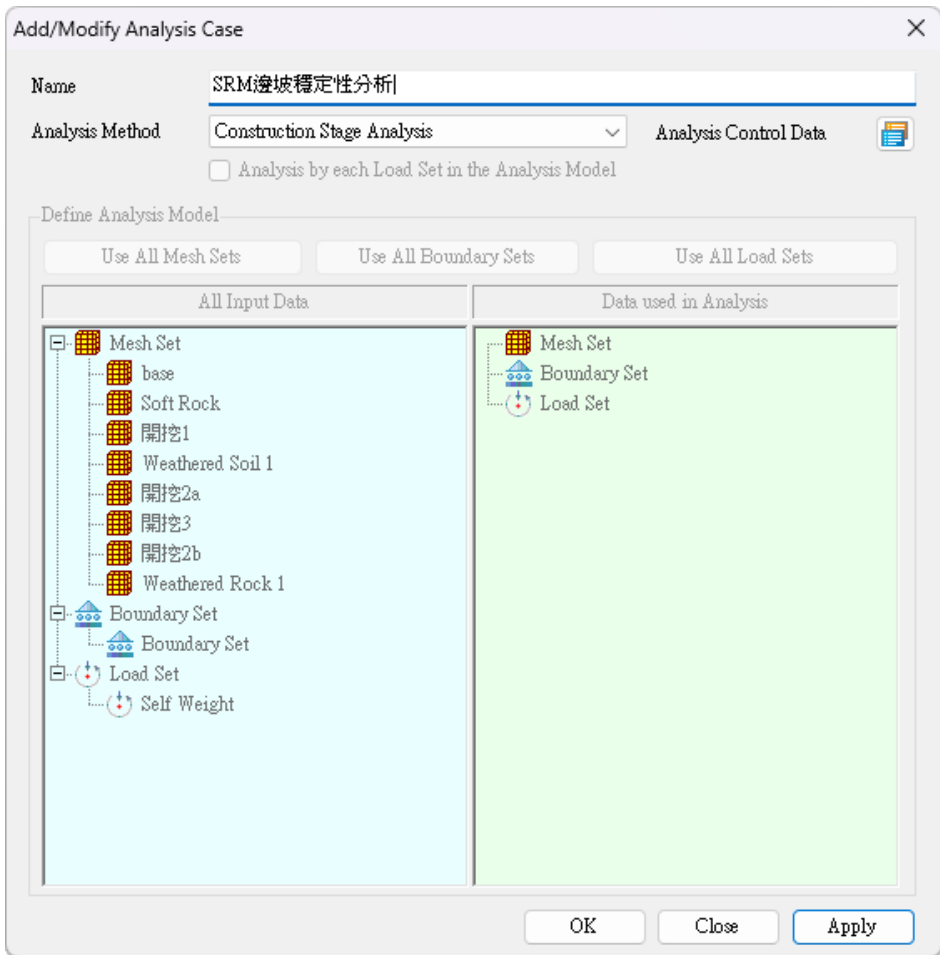 Add/Modify Analysis Case
Name
SRM邊坡穩定性分析
Analysis Method
Construction Stage Analysis
Analysis Control Data
Analysis by each Load Set in the Analysis Model
Define Analysis Model
Use All Mesh Sets
Use All Boundary Sets
Use All Load Sets
All Input Data
Data used in Analysis
Mesh Set
base
Soft Rock
開挖1
Weathered Soil 1
開挖2a
開挖3
開挖2b
Weathered Rock 1
Boundary Set
Boundary Set
Load Set
Self Weight
Mesh Set
Boundary Set
Load Set
OK
Close
Apply